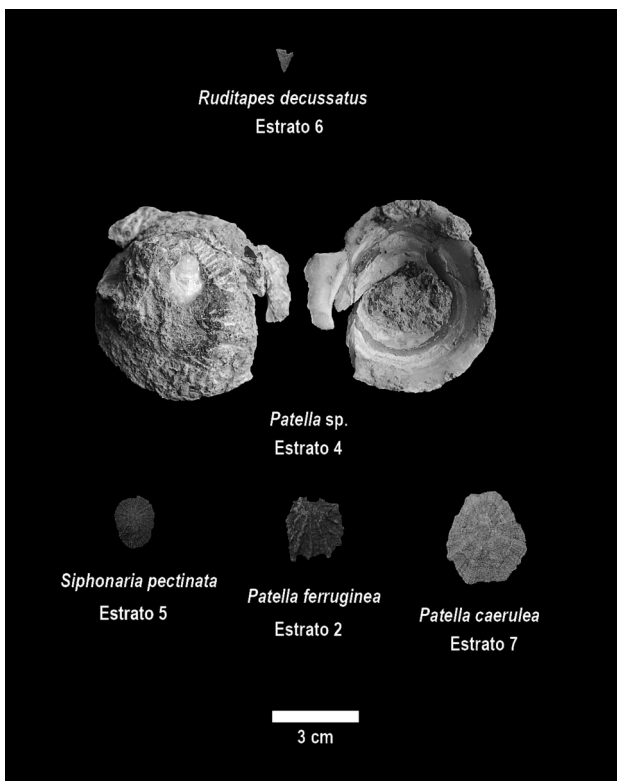 Ruditapes decussatus
Estrato 6
Patella sp.
Estrato 4
Siphonaria pectinata
Estrato 5
Patella ferruginea
Estrato 2
Patella caerulea
Estrato 7
3 cm